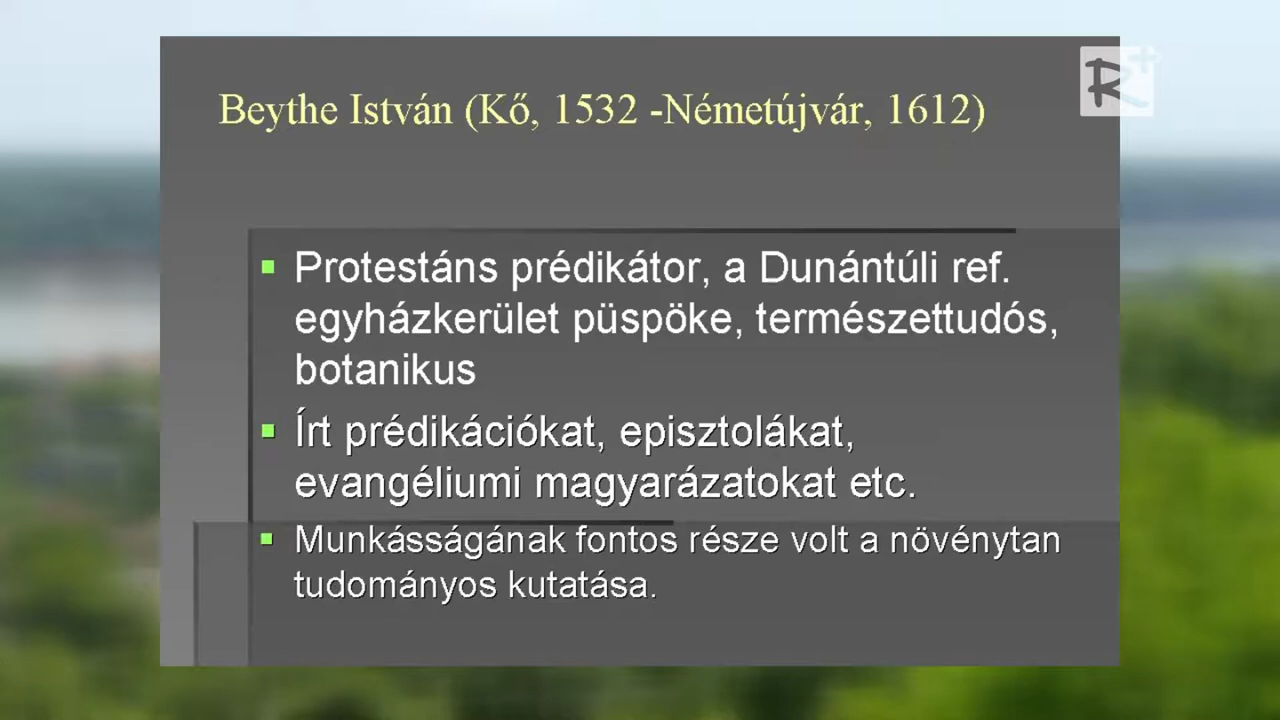 Beythe István (Kő, 1532 -Németújvár, 1612)
R+
Protestáns prédikátor, a Dunántúli ref.
egyházkerület püspöke, természettudós,
botanikus
Írt prédikációkat, episztolákat,
evangéliumi magyarázatokat etc.
Munkásságának fontos része volt a növénytan
tudományos kutatása.